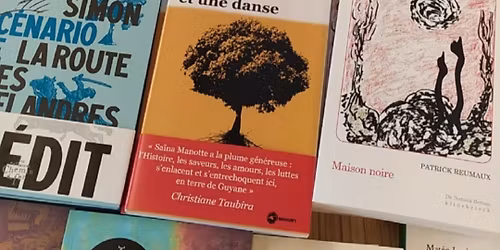 SIMON
CÉNARIO
LA ROUTE
ES
LANDRES
ÉDIT
et une danse
« Saïna Manotte a la plume généreuse :
l'Histoire, les saveurs, les amours, les luttes
s'enlacent et s'entrechoquent ici,
en terre de Guyane »
Christiane Taubira
Maison noire
PATRICK REUMAUX
klincksieck